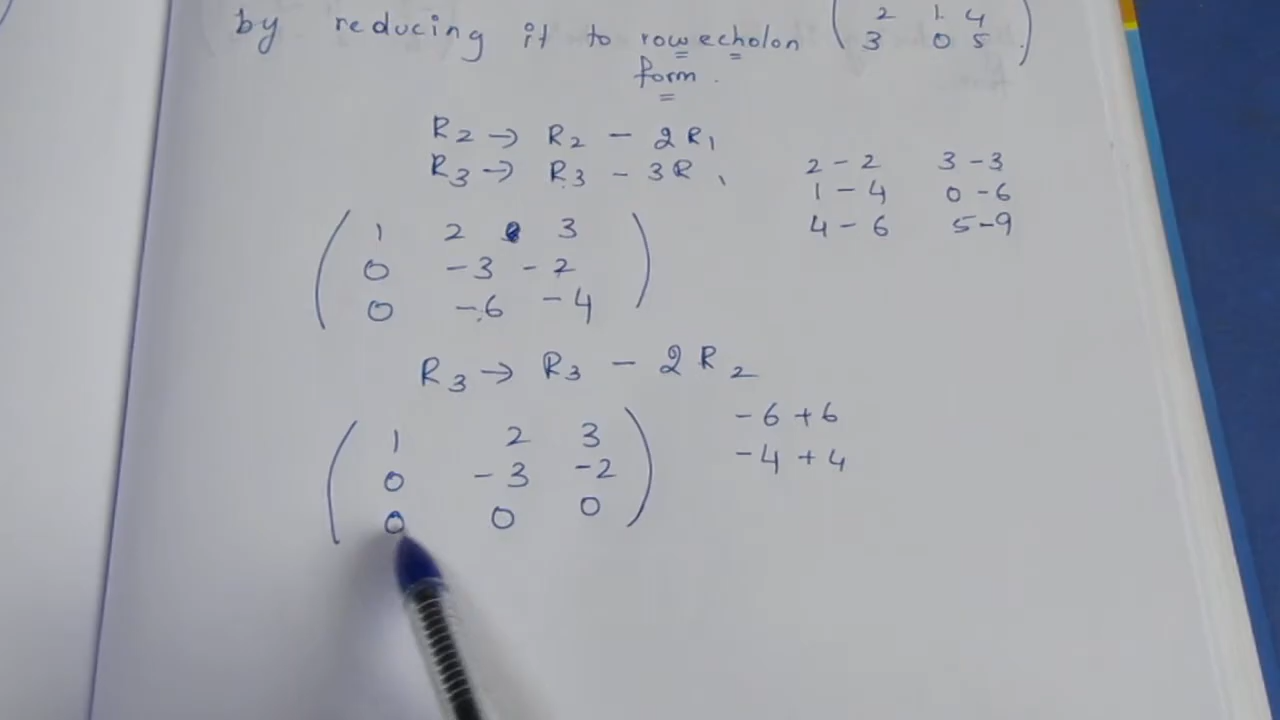 by reducing it to row echolon
form.
( 2 1 4
3 0 5 )
R2 → R2 - 2R1
R3 → R3 - 3R1
2 - 2 3 - 3
1 - 4 0 - 6
4 - 6 5 - 9
( 1 2 3
0 -3 -2
0 -6 -4 )
R3 → R3 - 2R2
-6 + 6
-4 + 4
( 1 2 3
0 -3 -2
0 0 0 )